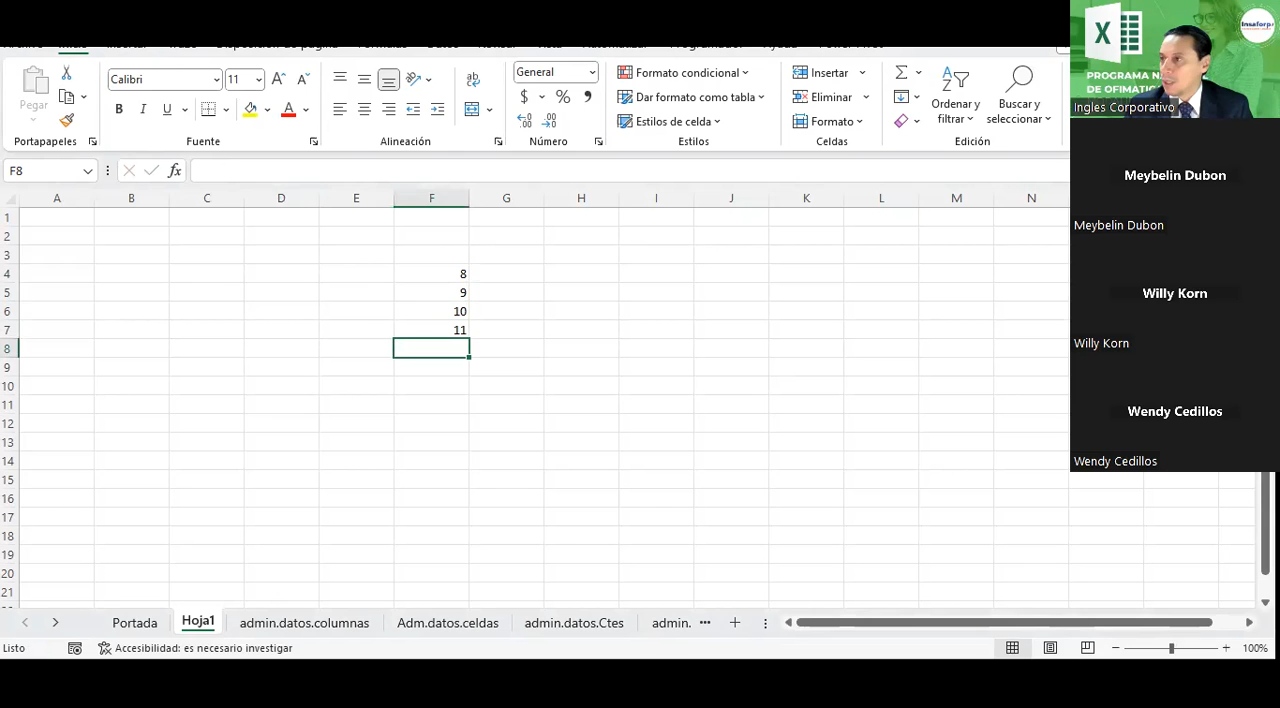 Calibri
11
General
Formato condicional
Insertar
Pegar
$ % ,
Dar formato como tabla
Eliminar
Ordenar y
filtrar
Buscar y
seleccionar
N K S
Estilos de celda
Formato
Portapapeles
Fuente
Alineación
Número
Estilos
Celdas
Edición
F8
fx
A B C D E F G H I J K L M N
1
2
3
4 8
5 9
6 10
7 11
8
9
10
11
12
13
14
15
16
17
18
19
20
21
Portada
Hoja1
admin.datos.columnas
Adm.datos.celdas
admin.datos.Ctes
admin.
Listo
Accesibilidad: es necesario investigar
100%
Insaforp
PROGRAMA NA
DE OFIMATIC
Ingles Corporativo
Meybelin Dubon
Meybelin Dubon
Willy Korn
Willy Korn
Wendy Cedillos
Wendy Cedillos